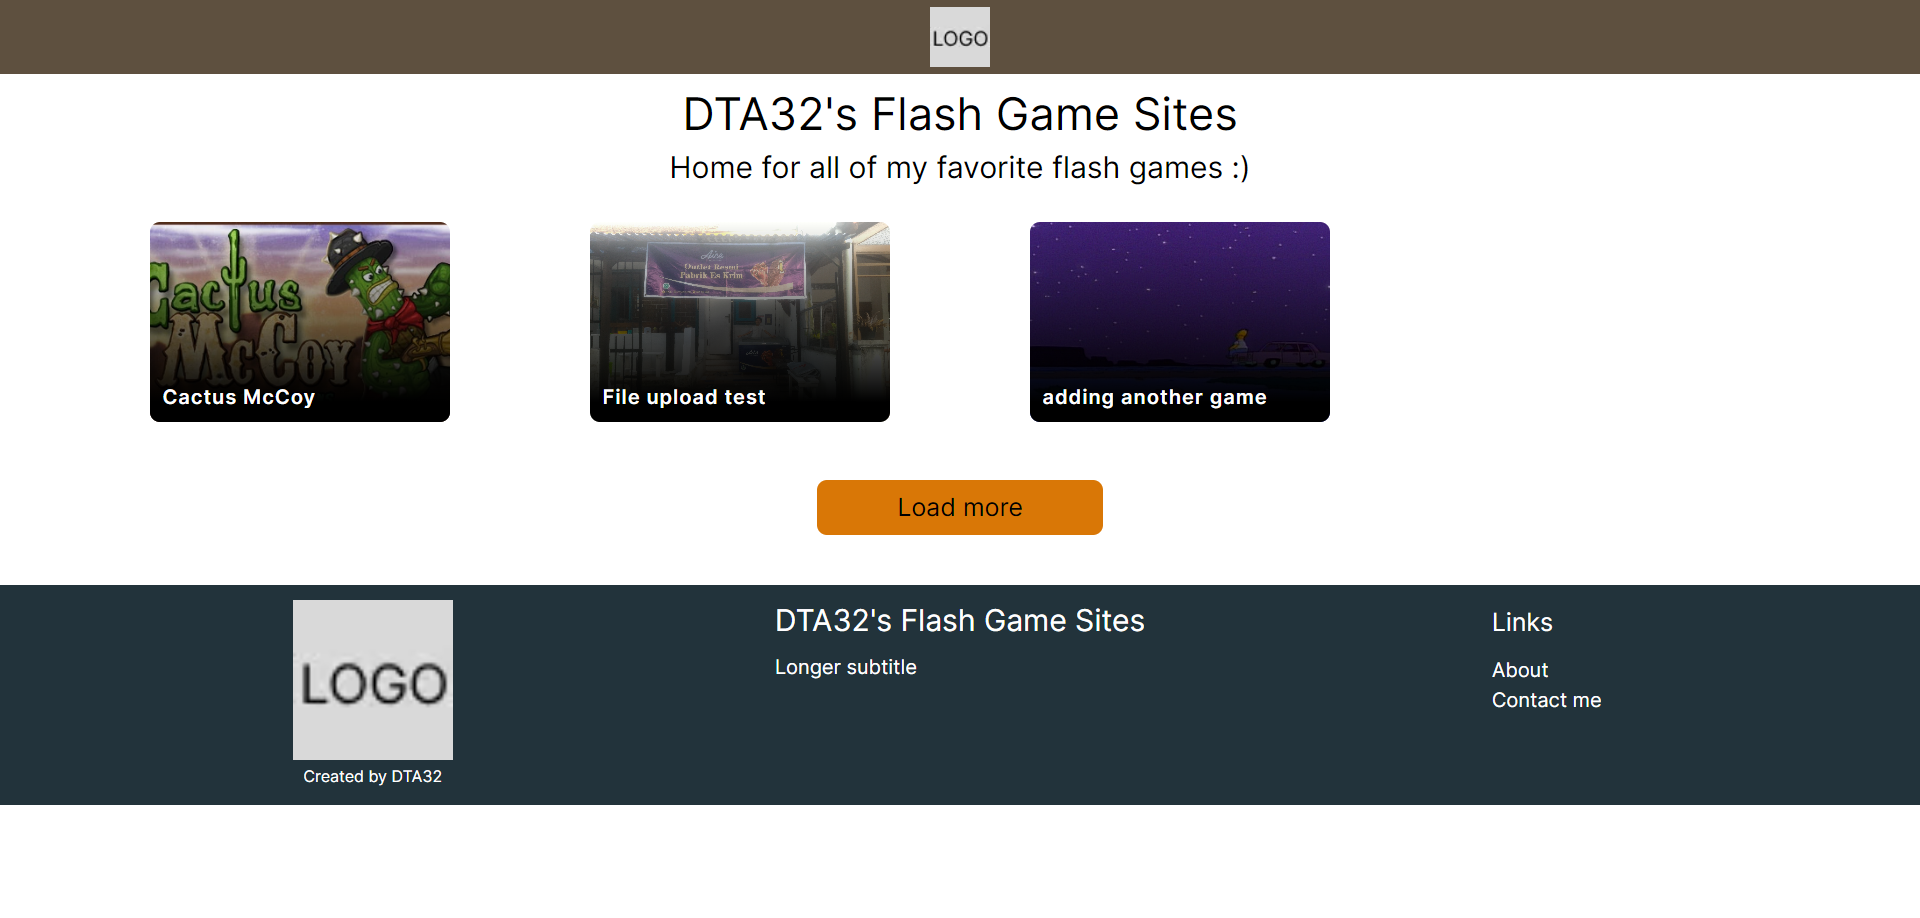 LOGO
DTA32's Flash Game Sites
Home for all of my favorite flash games :)
Cactus
McCoy
Cactus McCoy
Outlet Resmi
Pabrik Es Krim
File upload test
adding another game
Load more
LOGO
Created by DTA32
DTA32's Flash Game Sites
Longer subtitle
Links
About
Contact me